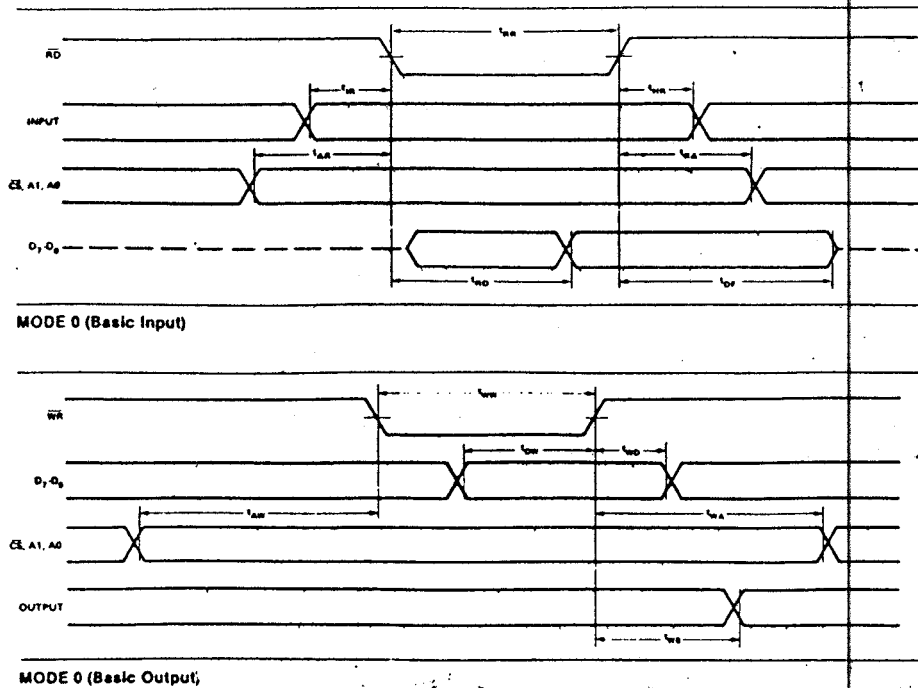 tRR
RD
tIR
tHR
INPUT
tAR
tRA
CS, A1, A0
D7-D0
tRD
tDF
MODE 0 (Basic Input)
tWW
WR
tDW
tWD
D7-D0
tAW
tWA
CS, A1, A0
OUTPUT
tWB
MODE 0 (Basic Output)